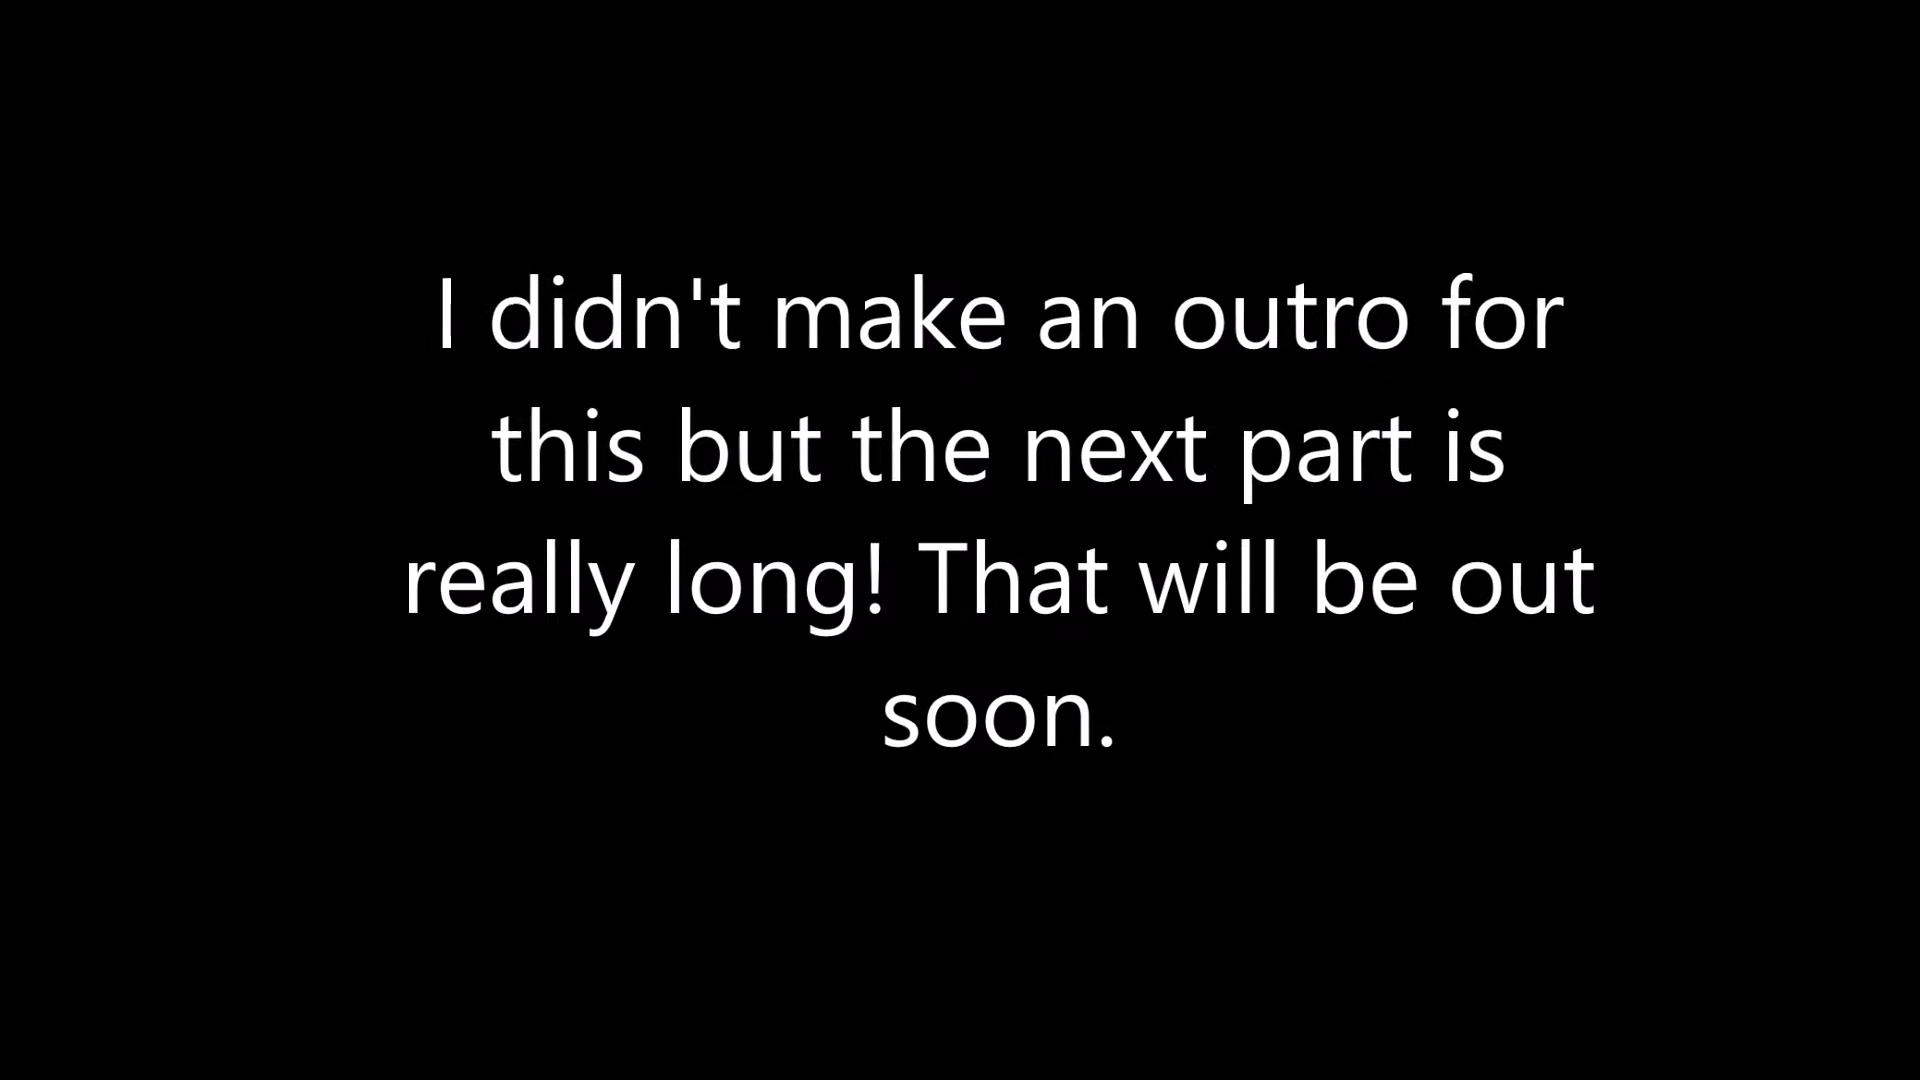 I didn't make an outro for
this but the next part is
really long! That will be out
soon.